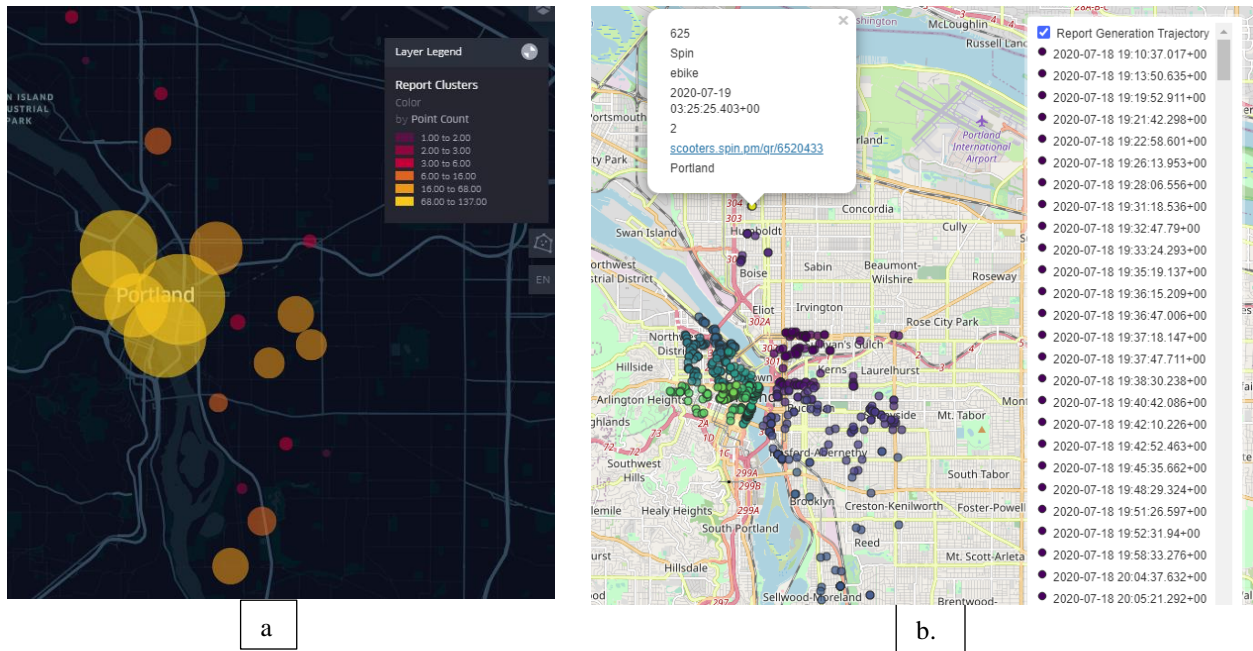 N ISLAND
USTRIAL
PARK
Layer Legend
Report Clusters
Color
by Point Count
1.00 to 2.00
2.00 to 3.00
3.00 to 6.00
6.00 to 16.00
16.00 to 68.00
68.00 to 137.00
EN
Portland
a
625
Spin
ebike
2020-07-19
03:25:25.403+00
2
scooters.spin.pm/qr/6520433
Portland
McLoughlin
Russell Land
Portland
International
Airport
304
303
Concordia
Humboldt
Cully
Swan Island
Boise
Sabin
Beaumont-
Wilshire
Roseway
Eliot
Irvington
302A
Rose City Park
Hillside
Kerns
Laurelhurst
Arlington Heights
Mt. Tabor
2A
1D
73
72
72
1C
Southwest
Hills
299A
299B
South Tabor
Brooklyn
Creston-Kenilworth
Foster-Powell
Healy Heights
299A
South Portland
Reed
Mt. Scott-Arleta
Hillsdale
Sellwood-Moreland
297
Brentwood-
Report Generation Trajectory
2020-07-18 19:10:37.017+00
2020-07-18 19:13:50.635+00
2020-07-18 19:19:52.911+00
2020-07-18 19:21:42.298+00
2020-07-18 19:22:58.601+00
2020-07-18 19:26:13.953+00
2020-07-18 19:28:06.556+00
2020-07-18 19:31:18.536+00
2020-07-18 19:32:47.79+00
2020-07-18 19:33:24.293+00
2020-07-18 19:35:19.137+00
2020-07-18 19:36:15.209+00
2020-07-18 19:36:47.006+00
2020-07-18 19:37:18.147+00
2020-07-18 19:37:47.711+00
2020-07-18 19:38:30.238+00
2020-07-18 19:40:42.086+00
2020-07-18 19:42:10.226+00
2020-07-18 19:42:52.463+00
2020-07-18 19:45:35.662+00
2020-07-18 19:48:29.324+00
2020-07-18 19:51:26.597+00
2020-07-18 19:52:31.94+00
2020-07-18 19:58:33.276+00
2020-07-18 20:04:37.632+00
2020-07-18 20:05:21.292+00
b.